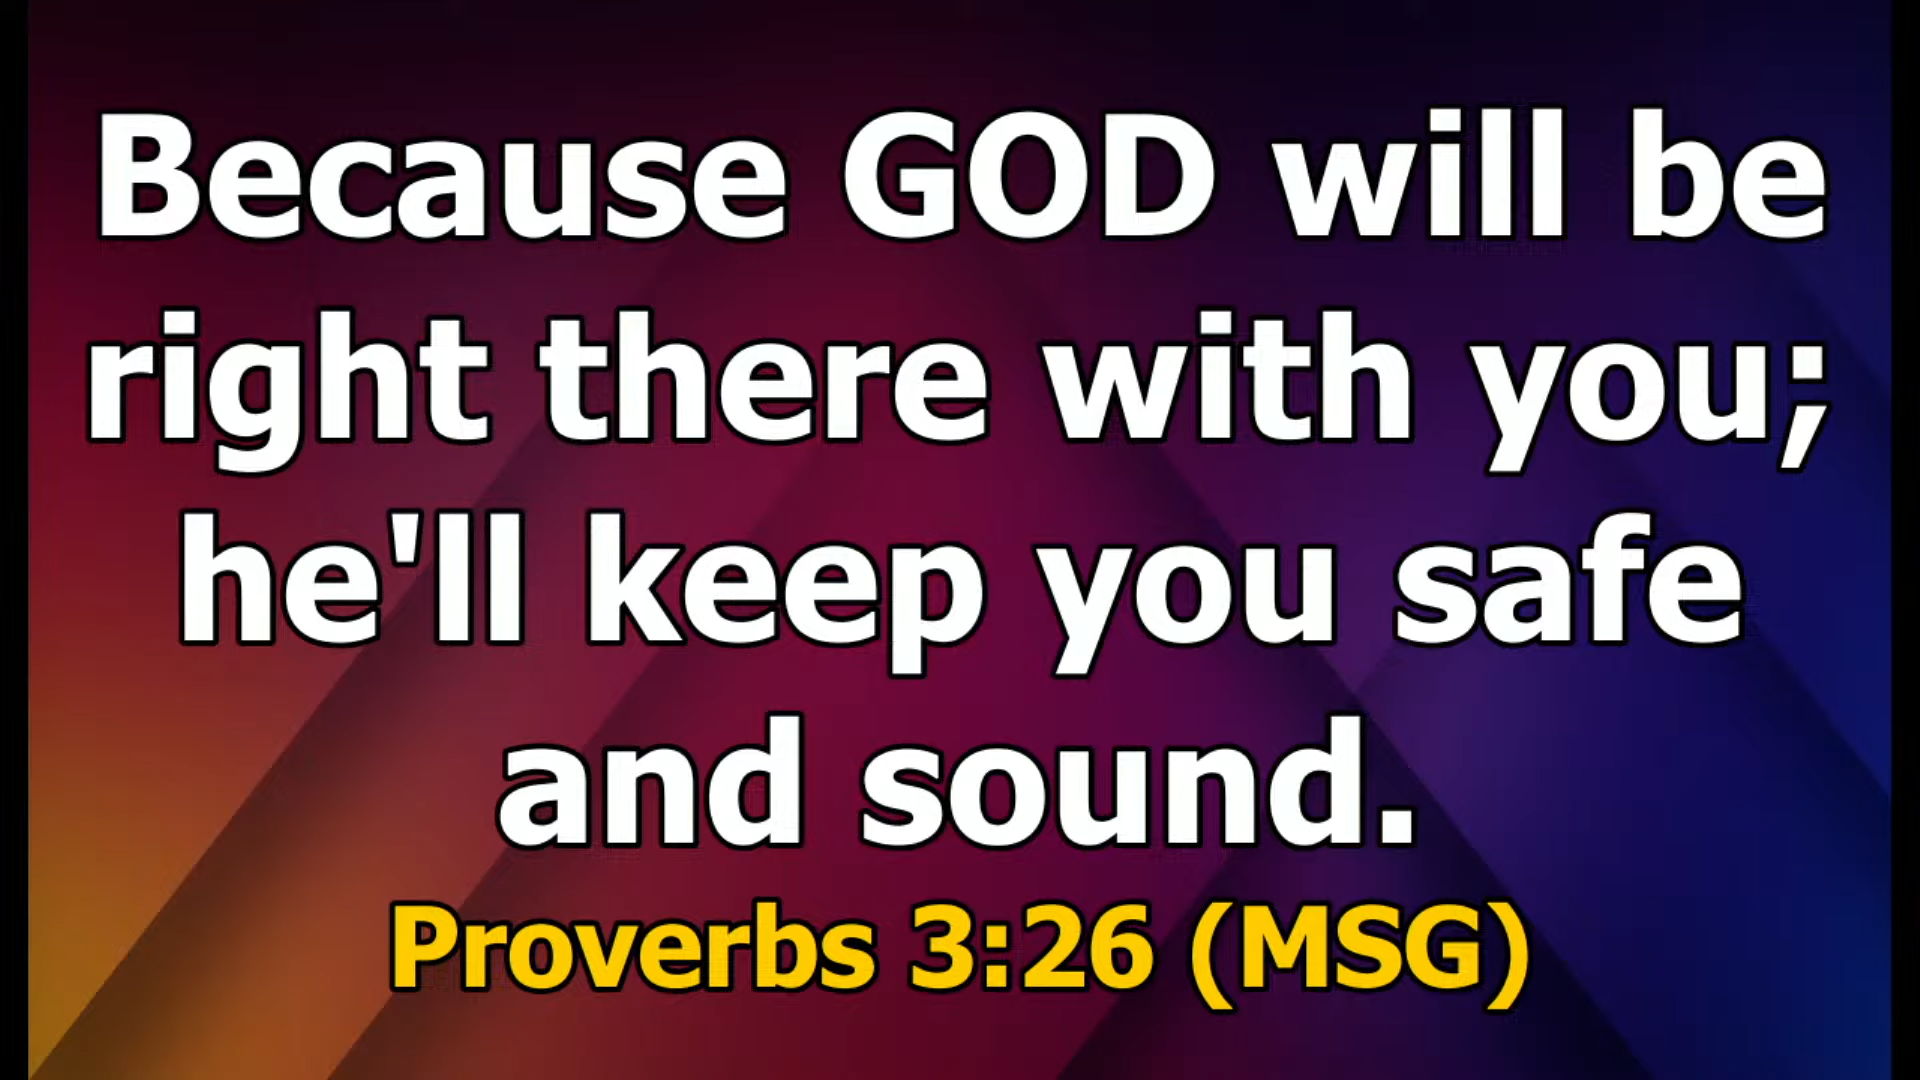 Because GOD will be
right there with you;
he'll keep you safe
and sound.
Proverbs 3:26 (MSG)